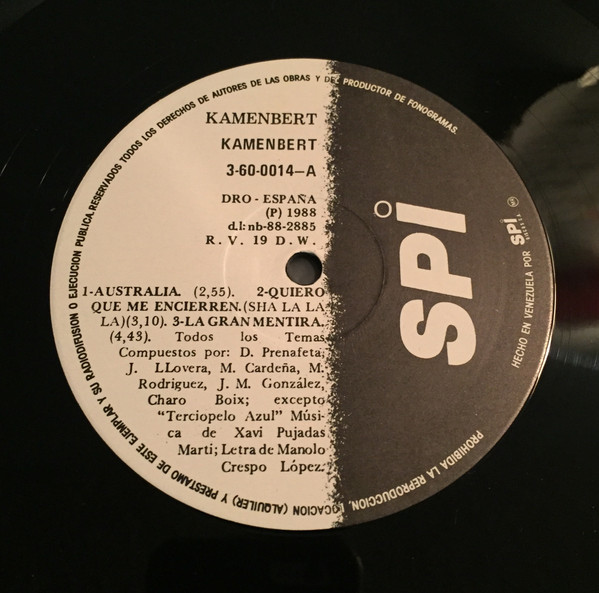 KAMENBERT
KAMENBERT
3-60-0014-A
DRO - ESPAÑA
(P) 1988
d.l: nb-88-2885
R. V. 19 D. W.
1-AUSTRALIA. (2,55). 2-QUIERO
QUE ME ENCIERREN.(SHA LA LA
LA)(3,10). 3-LA GRAN MENTIRA.
(4,43). Todos los Temas
Compuestos por: D. Prenafeta,
J. LLovera, M. Cardeña, M.
Rodriguez, J. M. González,
Charo Boix; excepto
"Terciopelo Azul" Músi-
ca de Xavi Pujadas
Marti; Letra de Manolo
Crespo López.
SPI
HECHO EN VENEZUELA POR SPI
RESERVADOS TODOS LOS DERECHOS DE AUTORES DE LAS OBRAS Y DEL PRODUCTOR DE FONOGRAMAS.
PROHIBIDA LA REPRODUCCION, LOCACION (ALQUILER) Y PRESTAMO DE ESTE EJEMPLAR Y SU RADIODIFUSION O EJECUCION PUBLICA.